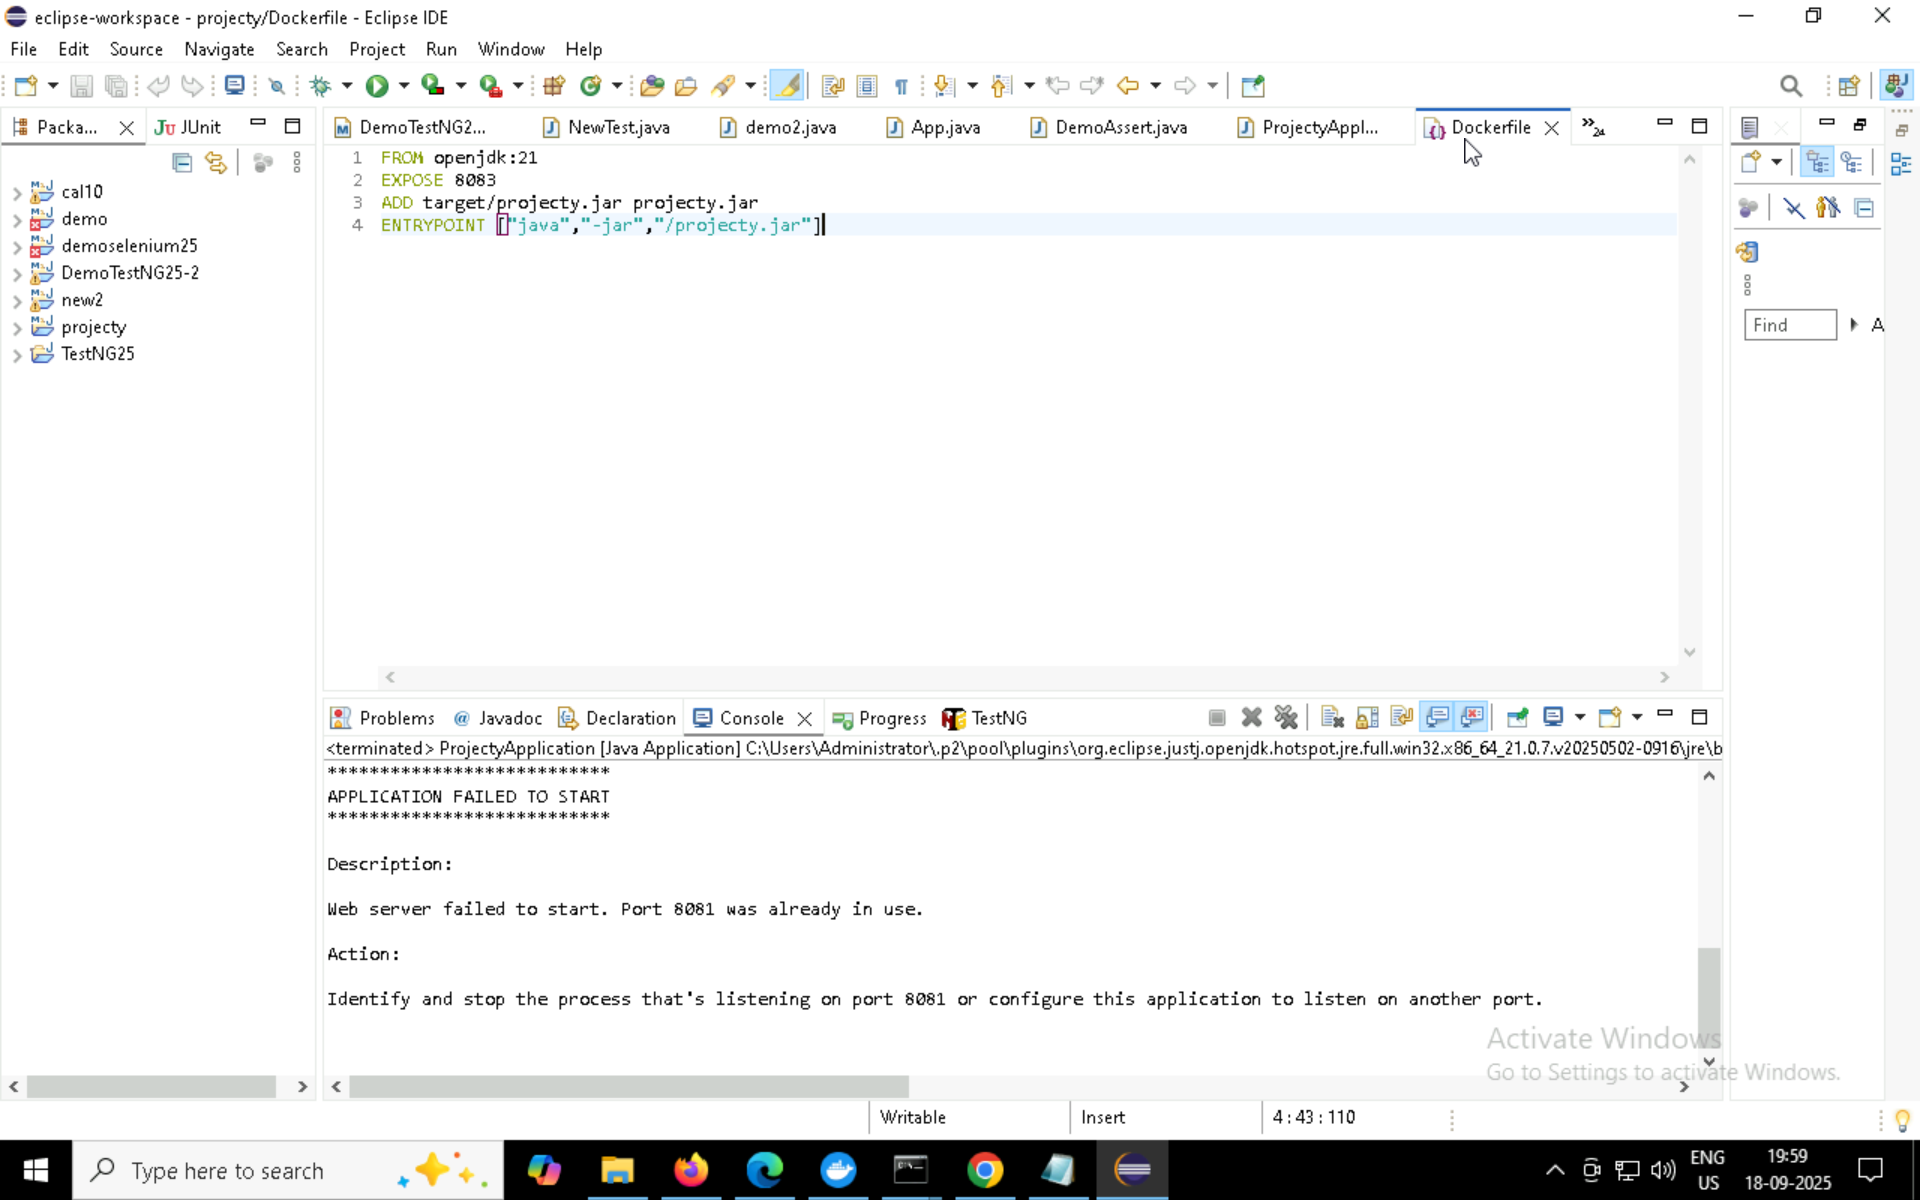 eclipse-workspace - projecty/Dockerfile - Eclipse IDE
File Edit Source Navigate Search Project Run Window Help
Packa... JUnit
DemoTestNG2... NewTest.java demo2.java App.java DemoAssert.java ProjectyAppl... Dockerfile 24
cal10
demo
demoselenium25
DemoTestNG25-2
new2
projecty
TestNG25
1 FROM openjdk:21
2 EXPOSE 8083
3 ADD target/projecty.jar projecty.jar
4 ENTRYPOINT ["java","-jar","/projecty.jar"]
Find A
Problems @ Javadoc Declaration Console Progress TestNG
<terminated> ProjectyApplication [Java Application] C:\Users\Administrator\.p2\pool\plugins\org.eclipse.justj.openjdk.hotspot.jre.full.win32.x86_64_21.0.7.v20250502-0916\jre\b
***************************
APPLICATION FAILED TO START
***************************
Description:
Web server failed to start. Port 8081 was already in use.
Action:
Identify and stop the process that's listening on port 8081 or configure this application to listen on another port.
Activate Windows
Go to Settings to activate Windows.
Writable Insert 4 : 43 : 110
Type here to search
ENG
US
19:59
18-09-2025